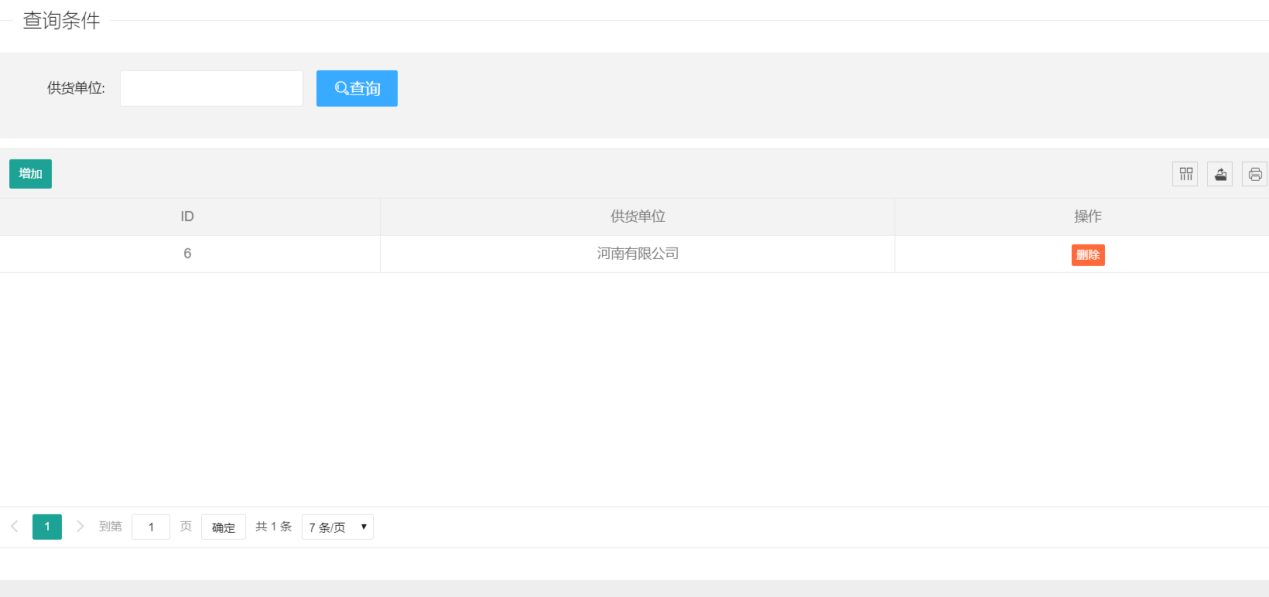 查询条件
供货单位: 查询
增加
ID 供货单位 操作
6 河南有限公司 删除
1 到第 1 页 确定 共 1 条 7 条/页